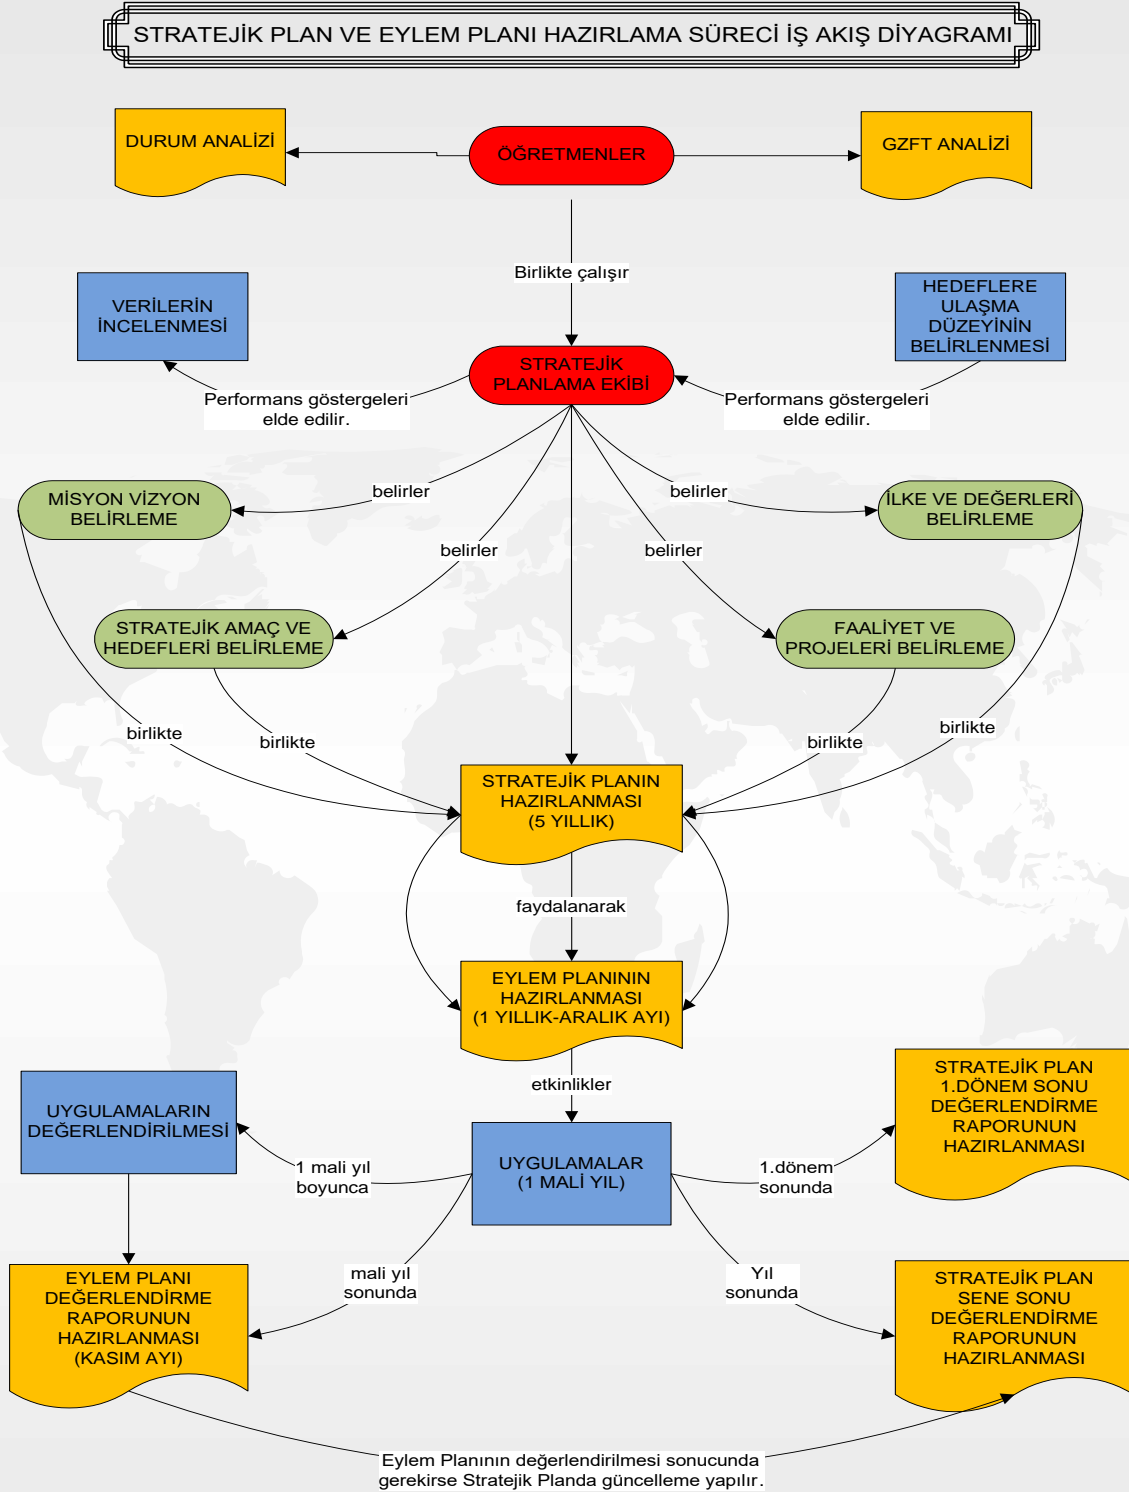 STRATEJİK PLAN VE EYLEM PLANI HAZIRLAMA SÜRECİ İŞ AKIŞ DİYAGRAMI
DURUM ANALİZİ
ÖĞRETMENLER
GZFT ANALİZİ
Birlikte çalışır
VERİLERİN
İNCELENMESİ
HEDEFLERE
ULAŞMA
DÜZEYİNİN
BELİRLENMESİ
STRATEJİK
PLANLAMA EKİBİ
Performans göstergeleri
elde edilir.
Performans göstergeleri
elde edilir.
belirler
belirler
MİSYON VİZYON
BELİRLEME
İLKE VE DEĞERLERİ
BELİRLEME
belirler
belirler
STRATEJİK AMAÇ VE
HEDEFLERİ BELİRLEME
FAALİYET VE
PROJELERİ BELİRLEME
birlikte
birlikte
birlikte
birlikte
STRATEJİK PLANIN
HAZIRLANMASI
(5 YILLIK)
faydalanarak
EYLEM PLANININ
HAZIRLANMASI
(1 YILLIK-ARALIK AYI)
etkinlikler
UYGULAMALARIN
DEĞERLENDİRİLMESİ
STRATEJİK PLAN
1.DÖNEM SONU
DEĞERLENDİRME
RAPORUNUN
HAZIRLANMASI
UYGULAMALAR
(1 MALİ YIL)
1 mali yıl
boyunca
1.dönem
sonunda
mali yıl
sonunda
Yıl
sonunda
EYLEM PLANI
DEĞERLENDİRME
RAPORUNUN
HAZIRLANMASI
(KASIM AYI)
STRATEJİK PLAN
SENE SONU
DEĞERLENDİRME
RAPORUNUN
HAZIRLANMASI
Eylem Planının değerlendirilmesi sonucunda
gerekirse Stratejik Planda güncelleme yapılır.